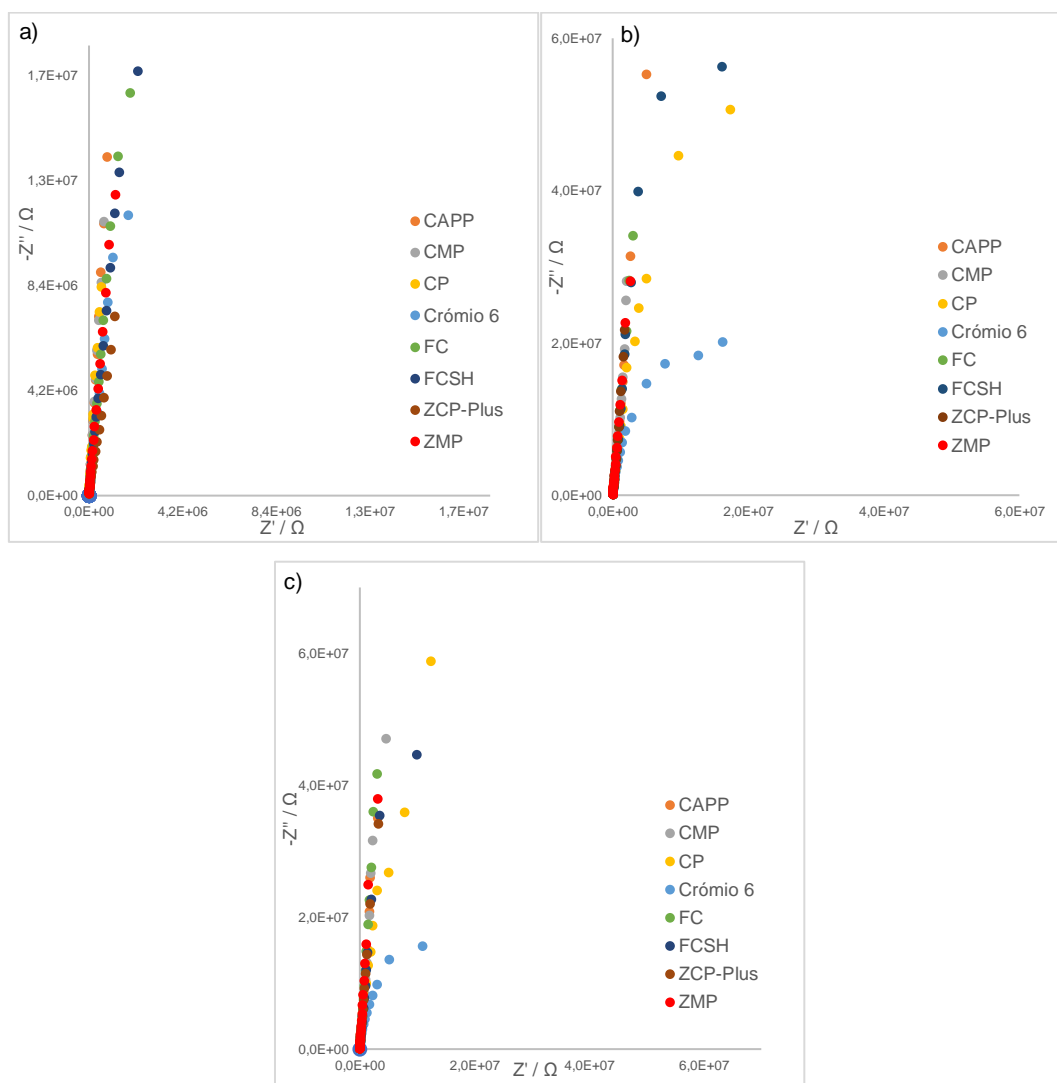 a)
1,7E+07
1,3E+07
8,4E+06
4,2E+06
0,0E+00
-Z'' / Ω
0,0E+00 4,2E+06 8,4E+06 1,3E+07 1,7E+07
Z' / Ω
CAPP
CMP
CP
Crómio 6
FC
FCSH
ZCP-Plus
ZMP
b)
6,0E+07
4,0E+07
2,0E+07
0,0E+00
-Z'' / Ω
0,0E+00 2,0E+07 4,0E+07 6,0E+07
Z' / Ω
CAPP
CMP
CP
Crómio 6
FC
FCSH
ZCP-Plus
ZMP
c)
6,0E+07
4,0E+07
2,0E+07
0,0E+00
-Z'' / Ω
0,0E+00 2,0E+07 4,0E+07 6,0E+07
Z' / Ω
CAPP
CMP
CP
Crómio 6
FC
FCSH
ZCP-Plus
ZMP